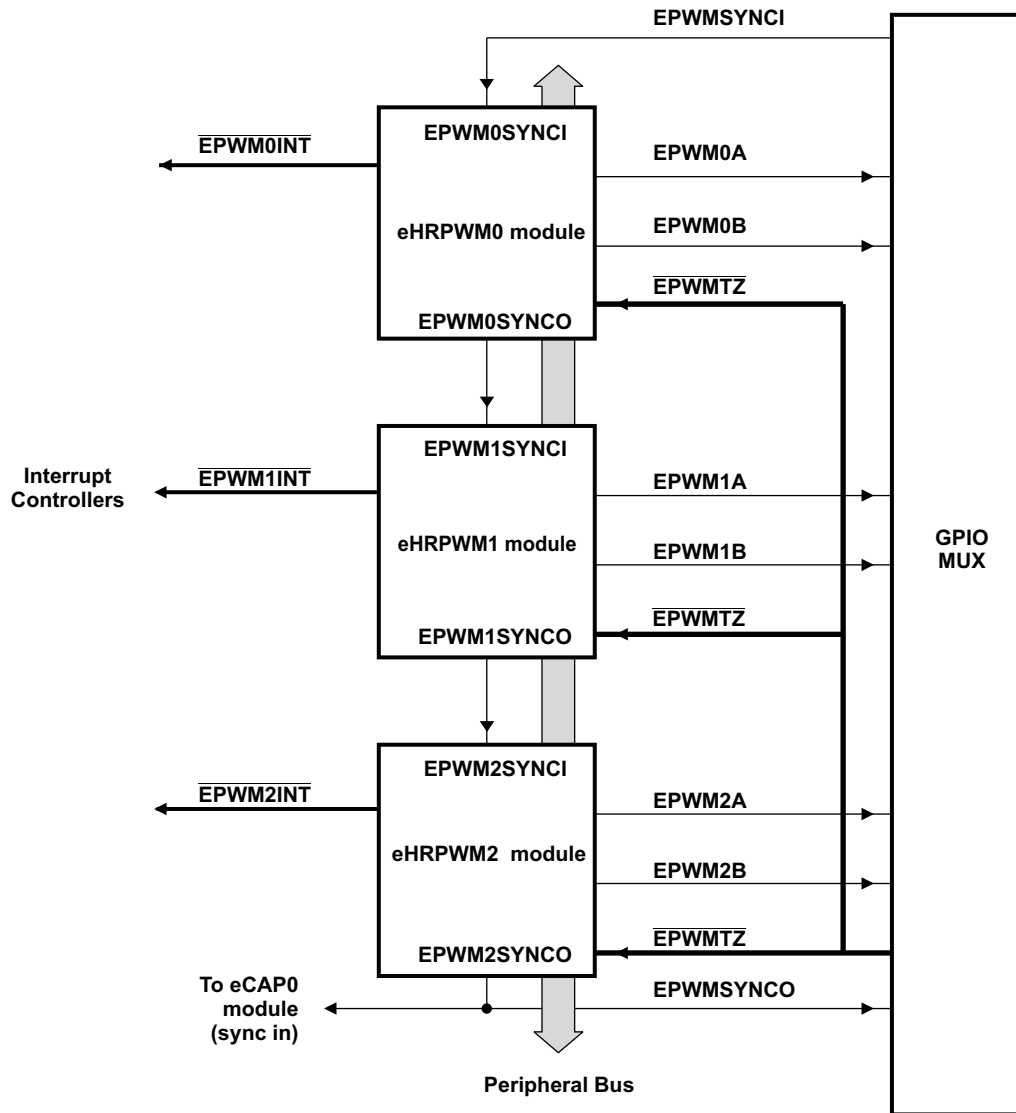 EPWMSYNCI
EPWM0SYNCI
EPWM0INT
EPWM0A
eHRPWM0 module
EPWM0B
EPWMTZ
EPWM0SYNCO
EPWM1SYNCI
Interrupt
Controllers
EPWM1INT
EPWM1A
eHRPWM1 module
EPWM1B
GPIO
MUX
EPWMTZ
EPWM1SYNCO
EPWM2SYNCI
EPWM2INT
EPWM2A
eHRPWM2 module
EPWM2B
EPWMTZ
EPWM2SYNCO
To eCAP0
module
(sync in)
EPWMSYNCO
Peripheral Bus